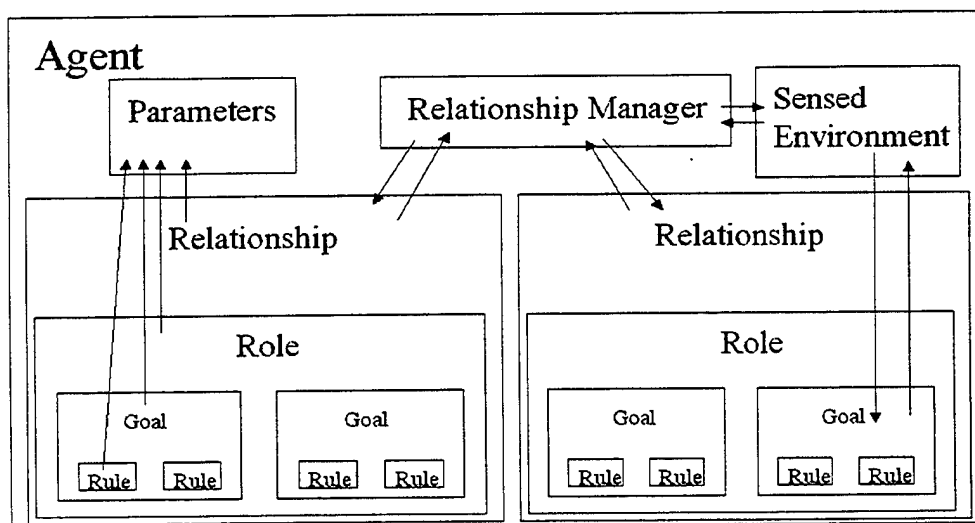 Agent
Parameters
Relationship Manager
Sensed
Environment
Relationship
Relationship
Role
Role
Goal
Goal
Goal
Goal
Rule
Rule
Rule
Rule
Rule
Rule
Rule
Rule